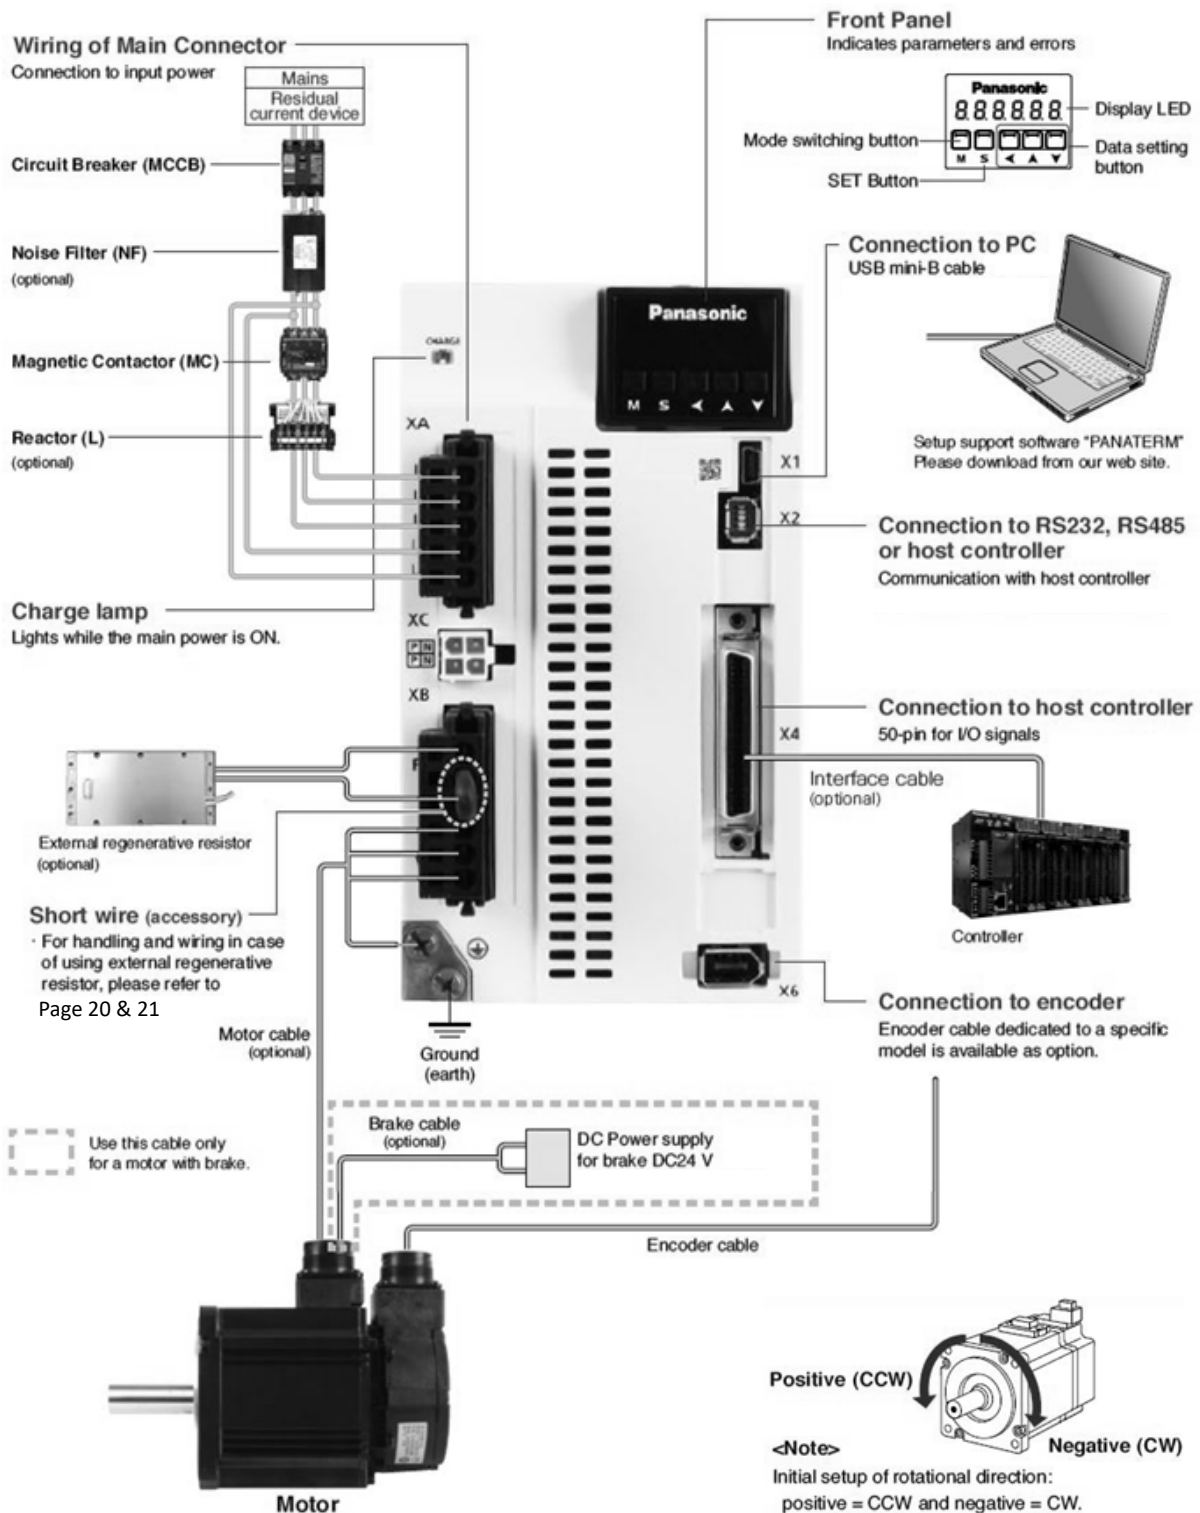 Wiring of Main Connector
Connection to input power
Mains
Residual
current device
Circuit Breaker (MCCB)
Noise Filter (NF)
(optional)
Magnetic Contactor (MC)
Reactor (L)
(optional)
Charge lamp
Lights while the main power is ON.
External regenerative resistor
(optional)
Short wire (accessory)
· For handling and wiring in case
of using external regenerative
resistor, please refer to
Page 20 & 21
CHARGE
XA
XC
P N
P N
XB
Panasonic
M S
X1
X2
X4
X6
Front Panel
Indicates parameters and errors
Panasonic
8.8.8.8.8.8.
Display LED
Mode switching button
M S
Data setting
button
SET Button
Connection to PC
USB mini-B cable
Setup support software "PANATERM"
Please download from our web site.
Connection to RS232, RS485
or host controller
Communication with host controller
Connection to host controller
50-pin for I/O signals
Interface cable
(optional)
Controller
Connection to encoder
Encoder cable dedicated to a specific
model is available as option.
Motor cable
(optional)
Ground
(earth)
Use this cable only
for a motor with brake.
Brake cable
(optional)
DC Power supply
for brake DC24 V
Encoder cable
Motor
Positive (CCW)
Negative (CW)
<Note>
Initial setup of rotational direction:
positive = CCW and negative = CW.